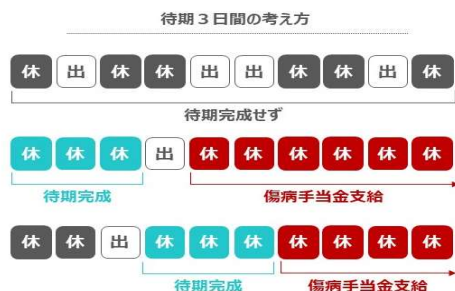 待期３日間の考え方
休 出 休 休 出 出 休 休 出 休
待期完成せず
休 休 休 出 休 休 休 休 休 休
待期完成 傷病手当金支給
休 休 出 休 休 休 休 休 休 休
待期完成 傷病手当金支給